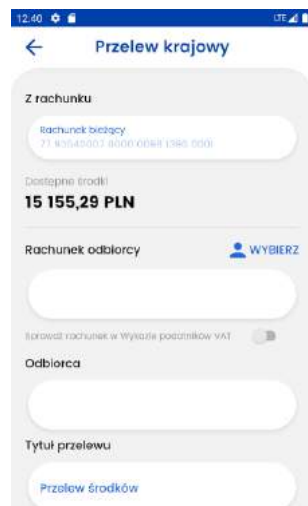 12:40 LTE
Przelew krajowy
Z rachunku
Rachunek bieżący
Dostępne środki
15 155,29 PLN
Rachunek odbiorcy WYBIERZ
Sprawdź rachunek w Wykazie podatników VAT
Odbiorca
Tytuł przelewu
Przelew środków